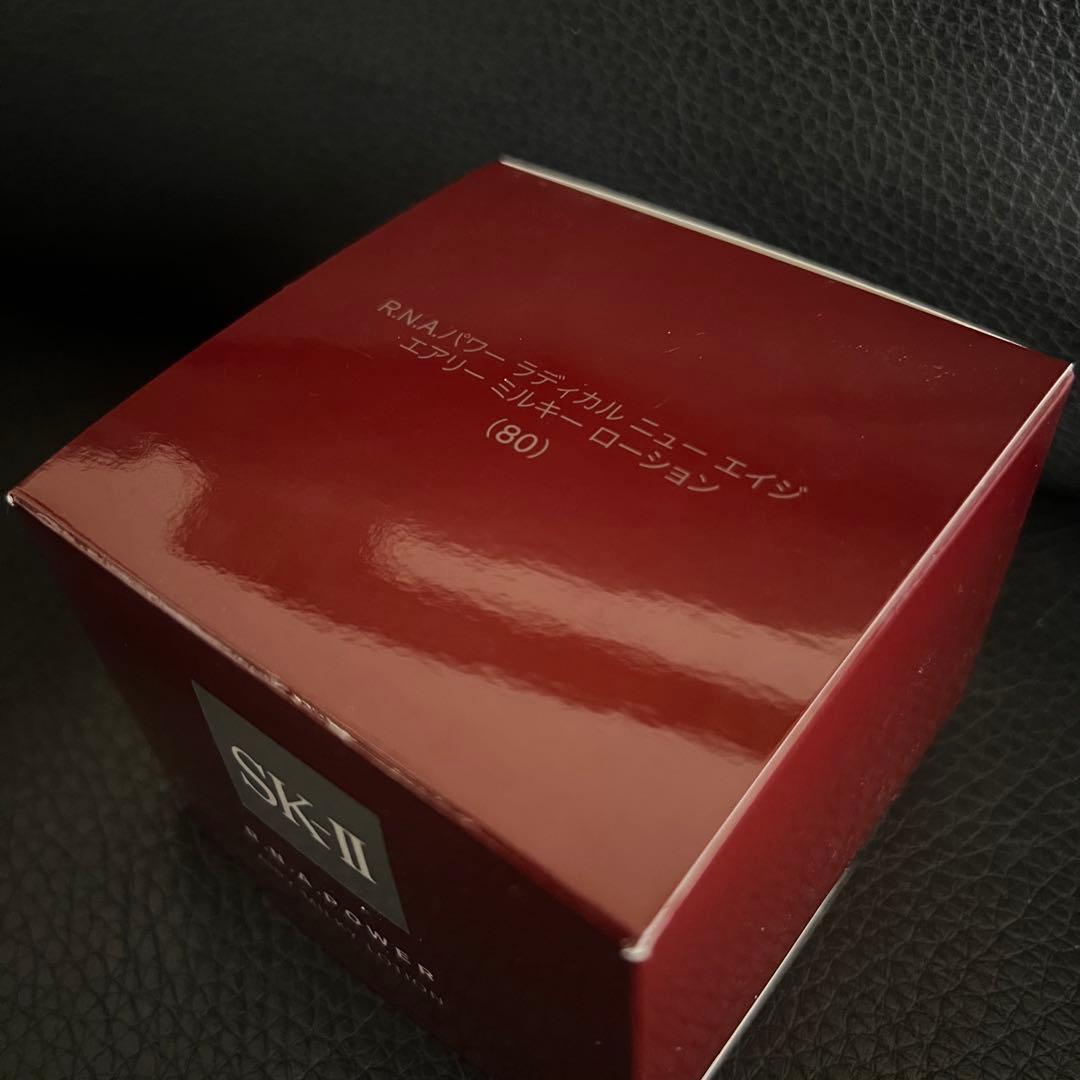 R.N.A.パワー ラディカル ニュー エイジ
エアリー ミルキー ローション
(80)
SK-II
R.N.A.POWER